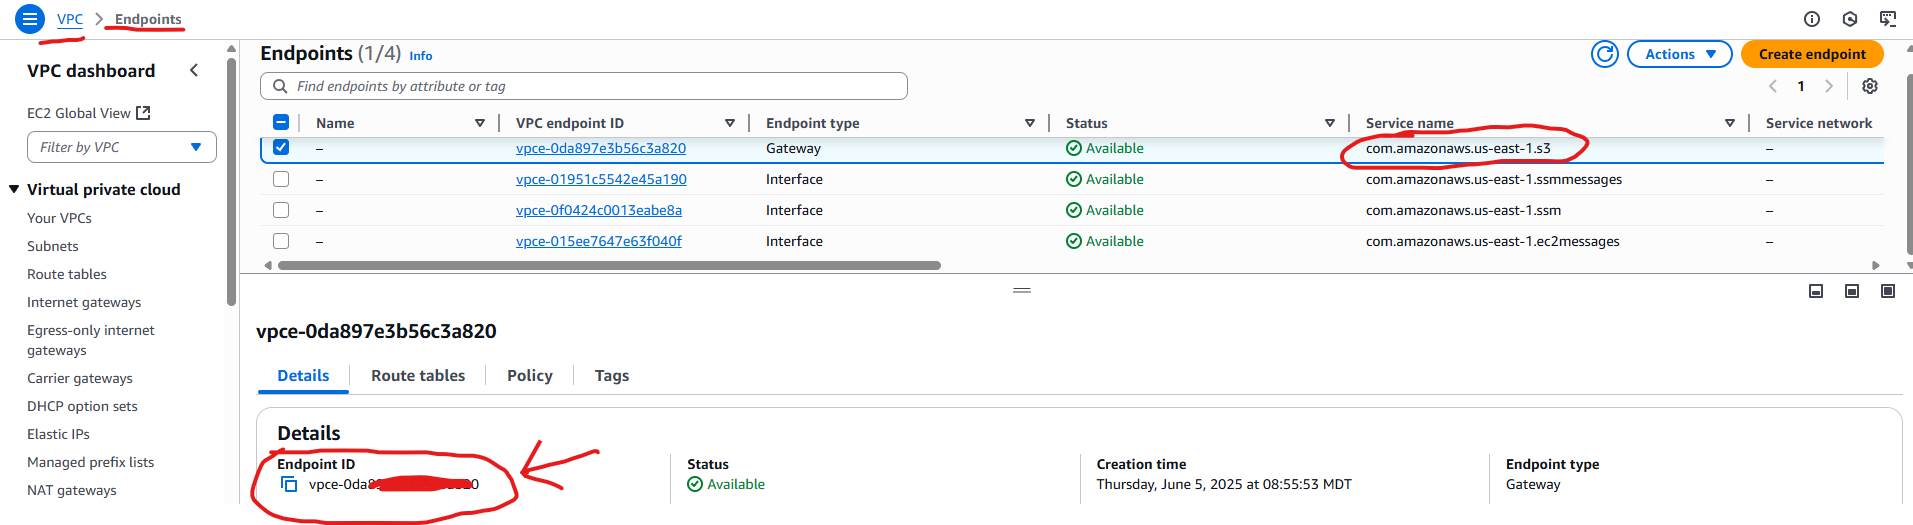 VPC > Endpoints
VPC dashboard
EC2 Global View
Filter by VPC
Virtual private cloud
Your VPCs
Subnets
Route tables
Internet gateways
Egress-only internet
gateways
Carrier gateways
DHCP option sets
Elastic IPs
Managed prefix lists
NAT gateways
Endpoints (1/4) Info
Actions
Create endpoint
Find endpoints by attribute or tag
1
Name VPC endpoint ID Endpoint type Status Service name Service network
– vpce-0da897e3b56c3a820 Gateway Available com.amazonaws.us-east-1.s3 –
– vpce-01951c5542e45a190 Interface Available com.amazonaws.us-east-1.ssmmessages –
– vpce-0f0424c0013eabe8a Interface Available com.amazonaws.us-east-1.ssm –
– vpce-015ee7647e63f040f Interface Available com.amazonaws.us-east-1.ec2messages –
vpce-0da897e3b56c3a820
Details Route tables Policy Tags
Details
Endpoint ID Status Creation time Endpoint type
Available Thursday, June 5, 2025 at 08:55:53 MDT Gateway